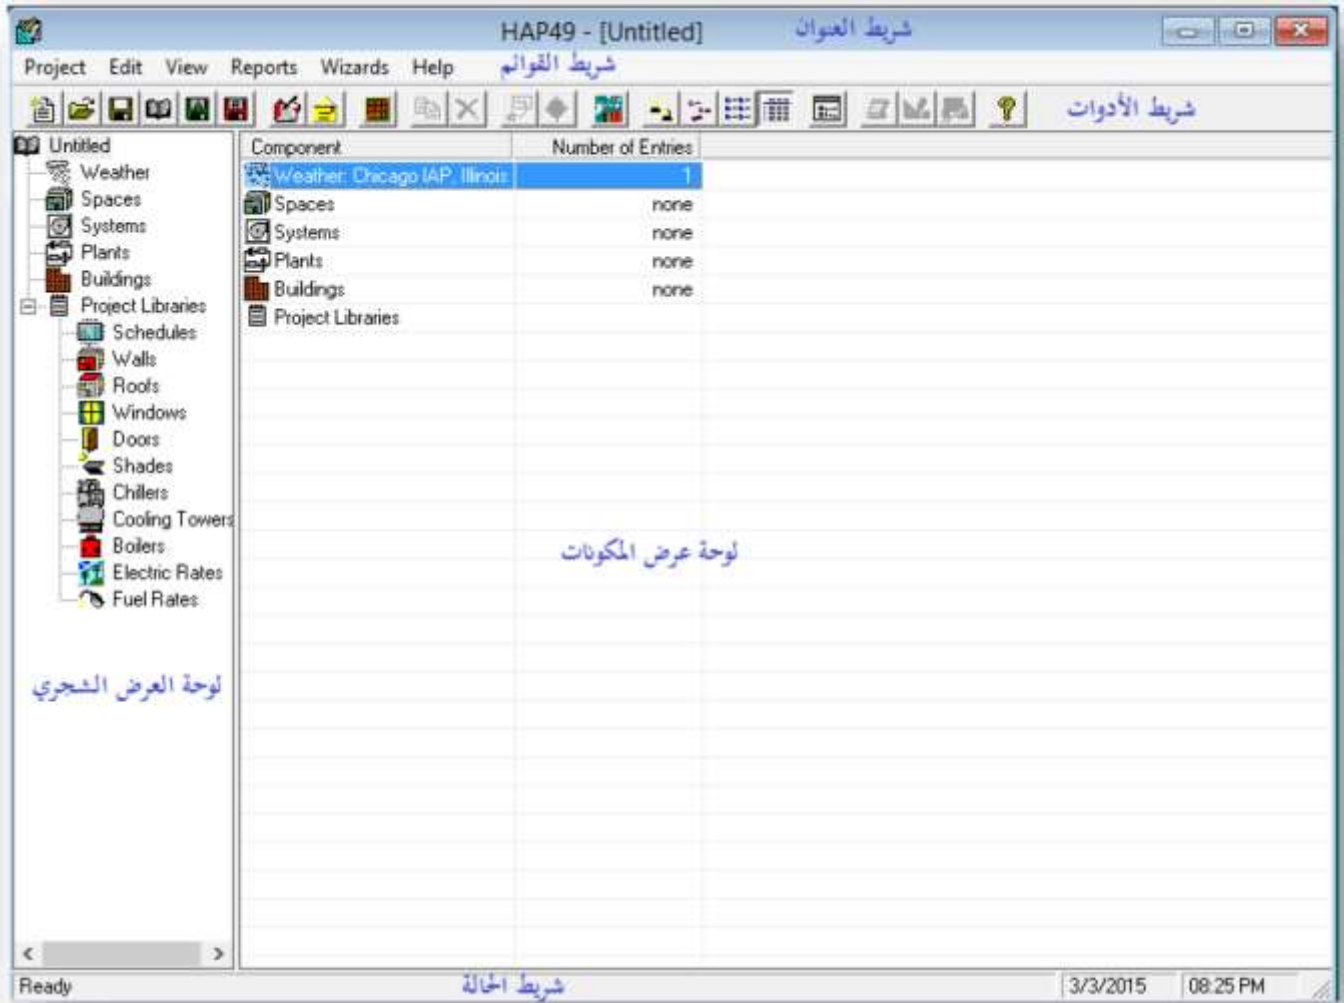 HAP49 - [Untitled] شريط العنوان
Project Edit View Reports Wizards Help شريط القوائم
شريط الأدوات
Untitled
Weather
Spaces
Systems
Plants
Buildings
Project Libraries
Schedules
Walls
Roofs
Windows
Doors
Shades
Chillers
Cooling Towers
Boilers
Electric Rates
Fuel Rates
لوحة العرض الشجري
Component Number of Entries
Weather: Chicago IAP, Illinois 1
Spaces none
Systems none
Plants none
Buildings none
Project Libraries
لوحة عرض المكونات
Ready شريط الحالة 3/3/2015 08:25 PM